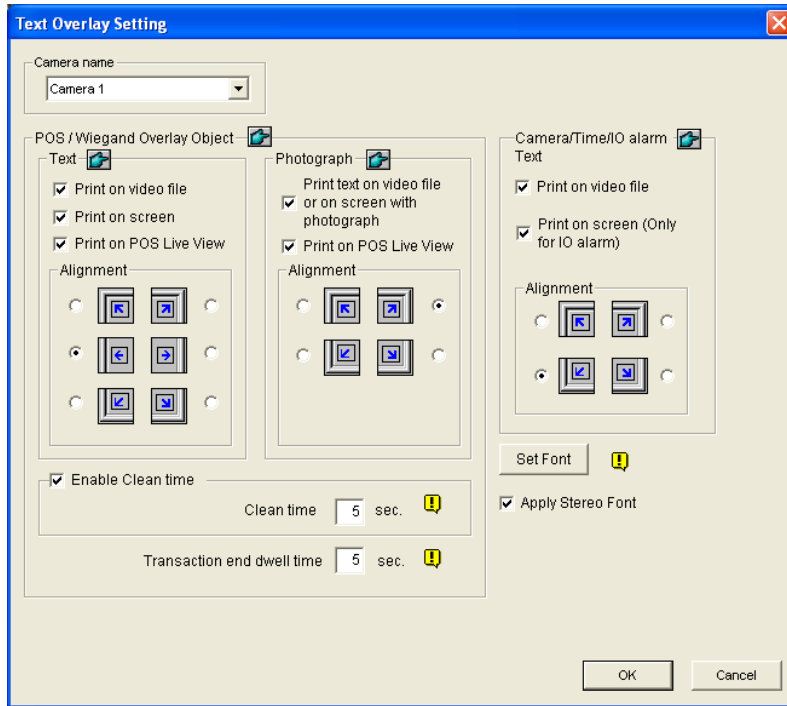 Text Overlay Setting
Camera name
Camera 1
POS / Wiegand Overlay Object
Text
Print on video file
Print on screen
Print on POS Live View
Alignment
Photograph
Print text on video file
or on screen with
photograph
Print on POS Live View
Alignment
Enable Clean time
Clean time 5 sec.
Transaction end dwell time 5 sec.
Camera/Time/IO alarm
Text
Print on video file
Print on screen (Only
for IO alarm)
Alignment
Set Font
Apply Stereo Font
OK
Cancel